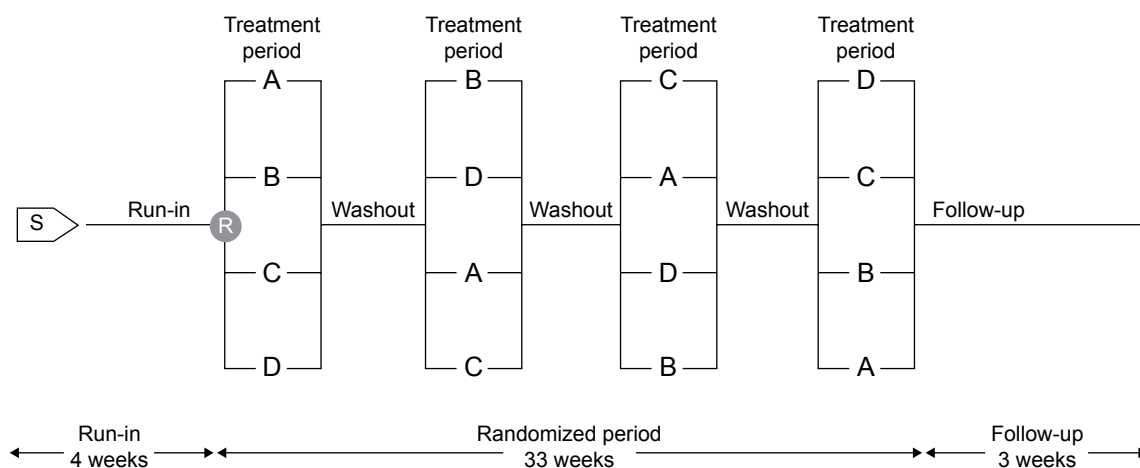 Treatment
period
Treatment
period
Treatment
period
Treatment
period
A
B
C
D
B
D
A
C
S
Run-in
R
Washout
Washout
Washout
Follow-up
C
A
D
B
D
C
B
A
Run-in
4 weeks
Randomized period
33 weeks
Follow-up
3 weeks